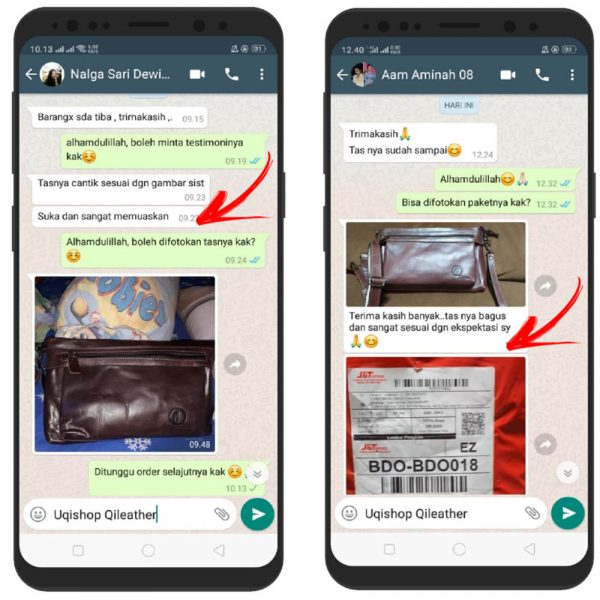 10.13
Nalga Sari Dewi...
Barangx sda tiba , trimakasih ,. 09.15
alhamdulillah, boleh minta testimoninya
kak😊 09.19
Tasnya cantik sesuai dgn gambar sist
09.23
Suka dan sangat memuaskan
Alhamdulillah, boleh difotokan tasnya kak?
😊 09.24
09.48
Ditunggu order selajutnya kak 😊
10.13
Uqishop Qileather
12.40
Aam Aminah 08
HARI INI
Trimakasih🙏
Tas nya sudah sampai😊 12.24
Alhamdulillah😊🙏 12.32
Bisa difotokan paketnya kak? 12.32
Terima kasih banyak..tas nya bagus
dan sangat sesuai dgn ekspektasi sy
🙏😊
J&T EXPRESS
J&T
EZ
BDO-BDO018
Uqishop Qileather